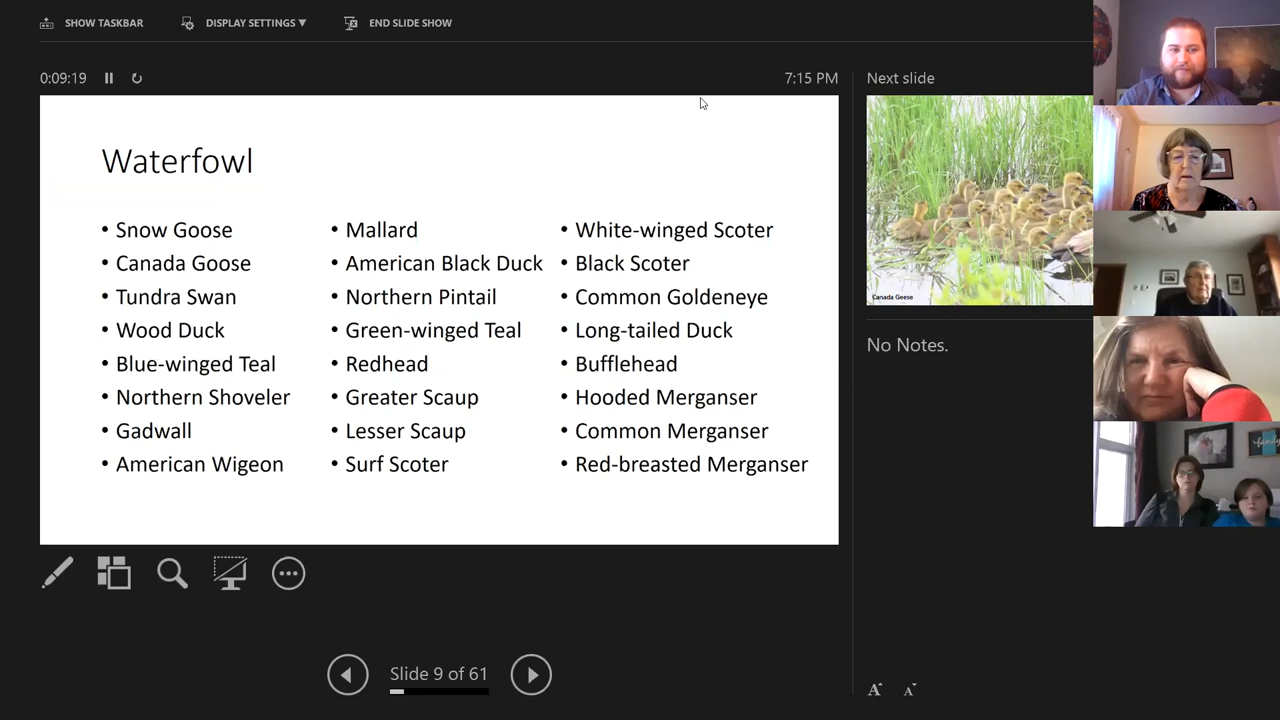 SHOW TASKBAR
DISPLAY SETTINGS ▼
END SLIDE SHOW
0:09:19
7:15 PM
Next slide
Waterfowl
• Snow Goose
• Canada Goose
• Tundra Swan
• Wood Duck
• Blue-winged Teal
• Northern Shoveler
• Gadwall
• American Wigeon
• Mallard
• American Black Duck
• Northern Pintail
• Green-winged Teal
• Redhead
• Greater Scaup
• Lesser Scaup
• Surf Scoter
• White-winged Scoter
• Black Scoter
• Common Goldeneye
• Long-tailed Duck
• Bufflehead
• Hooded Merganser
• Common Merganser
• Red-breasted Merganser
Canada Geese
No Notes.
Slide 9 of 61
A A
family